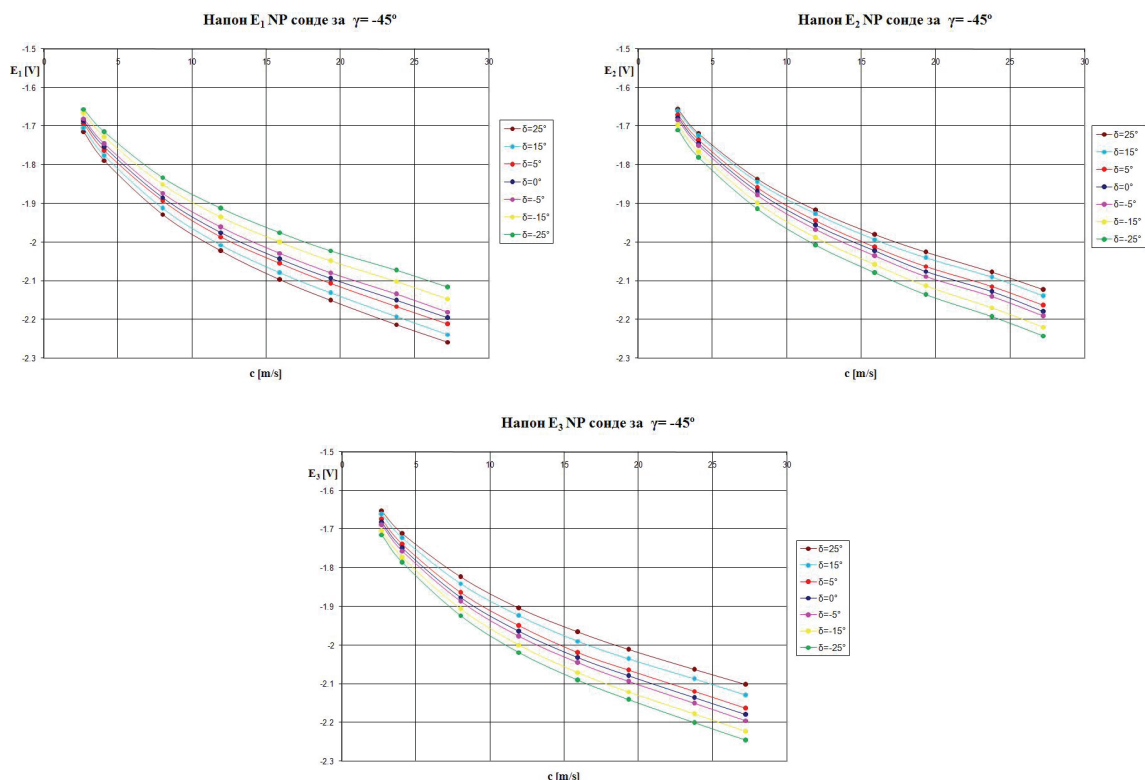 Напон E₁ NP сонде за γ= -45º
-1.5
0 5 10 15 20 25 30
E₁ [V]
-1.6
-1.7
-1.8
-1.9
-2
-2.1
-2.2
-2.3
c [m/s]
δ=25°
δ=15°
δ=5°
δ=0°
δ=-5°
δ=-15°
δ=-25°
Напон E₂ NP сонде за γ= -45º
-1.5
0 5 10 15 20 25 30
E₂ [V]
-1.6
-1.7
-1.8
-1.9
-2
-2.1
-2.2
-2.3
c [m/s]
δ=25°
δ=15°
δ=5°
δ=0°
δ=-5°
δ=-15°
δ=-25°
Напон E₃ NP сонде за γ= -45º
-1.5
0 5 10 15 20 25 30
E₃ [V]
-1.6
-1.7
-1.8
-1.9
-2
-2.1
-2.2
-2.3
c [m/s]
δ=25°
δ=15°
δ=5°
δ=0°
δ=-5°
δ=-15°
δ=-25°